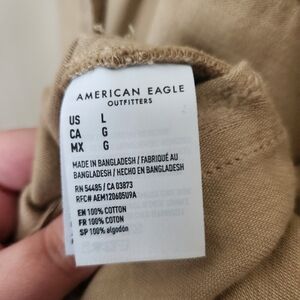 AMERICAN EAGLE
OUTFITTERS
US L
CA G
MX G
MADE IN BANGLADESH / FABRIQUÉ AU
BANGLADESH / HECHO EN BANGLADESH
RN 54485 / CA 03873
RFC# AEM120605U9A
EN 100% COTTON
FR 100% COTON
SP 100% algodón